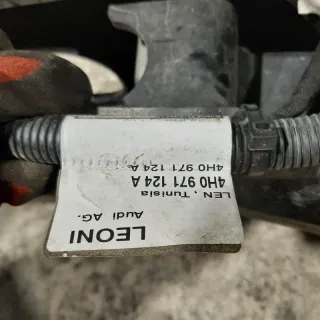 LEONI
Audi AG.
LEN , Tunisia
4H0 971 124 A
4H0 971 124 A